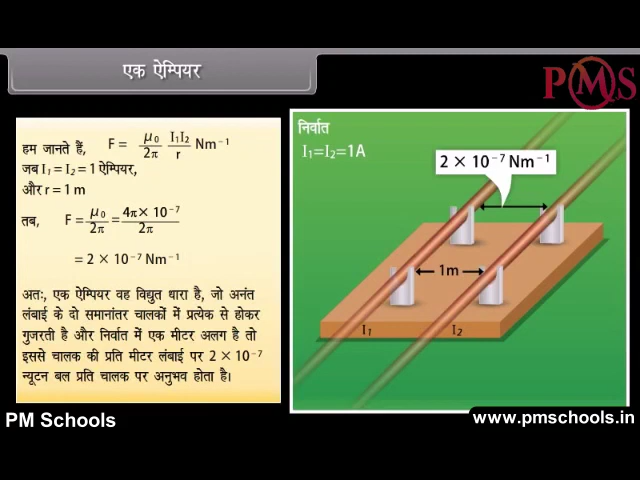 एक ऐम्पियर
PMS
हम जानते हैं, F = μ₀/2π I₁I₂/r Nm⁻¹
जब I₁ = I₂ = 1 ऐम्पियर,
और r = 1 m
तब, F = μ₀/2π = 4π × 10⁻⁷/2π
= 2 × 10⁻⁷ Nm⁻¹
अतः, एक ऐम्पियर वह विद्युत धारा है, जो अनंत
लंबाई के दो समानांतर चालकों में प्रत्येक से होकर
गुजरती है और निर्वात में एक मीटर अलग है तो
इससे चालक की प्रति मीटर लंबाई पर 2 × 10⁻⁷
न्यूटन बल प्रति चालक पर अनुभव होता है।
निर्वात
I₁=I₂=1A
2 × 10⁻⁷ Nm⁻¹
1m
I₁
I₂
PM Schools
www.pmschools.in